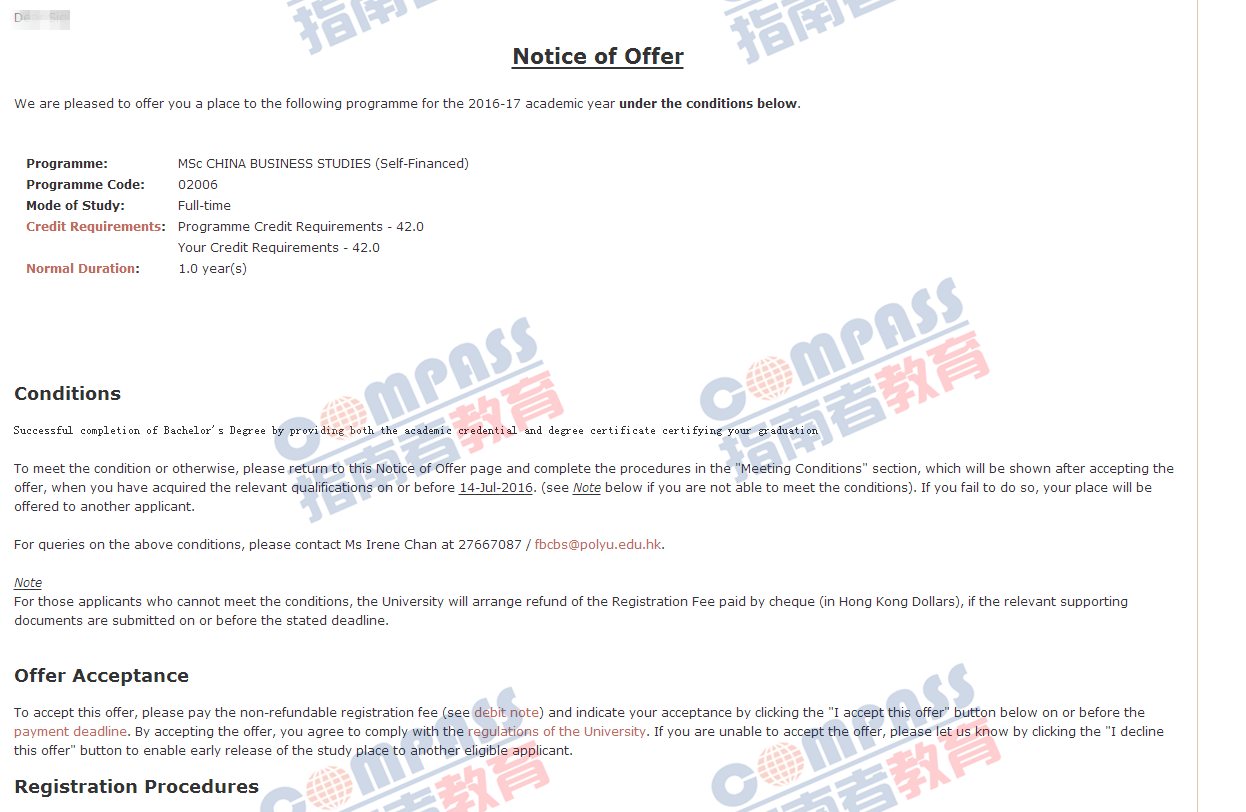 指南者
指南者
Notice of Offer
We are pleased to offer you a place to the following programme for the 2016-17 academic year under the conditions below.
Programme: MSc CHINA BUSINESS STUDIES (Self-Financed)
Programme Code: 02006
Mode of Study: Full-time
Credit Requirements: Programme Credit Requirements - 42.0
Your Credit Requirements - 42.0
Normal Duration: 1.0 year(s)
COMPASS
指南者教育
COMPASS
指南者教育
Conditions
Successful completion of Bachelor's Degree by providing both the academic credential and degree certificate certifying your graduation
To meet the condition or otherwise, please return to this Notice of Offer page and complete the procedures in the "Meeting Conditions" section, which will be shown after accepting the
offer, when you have acquired the relevant qualifications on or before 14-Jul-2016. (see Note below if you are not able to meet the conditions). If you fail to do so, your place will be
offered to another applicant.
For queries on the above conditions, please contact Ms Irene Chan at 27667087 / fbcbs@polyu.edu.hk.
Note
For those applicants who cannot meet the conditions, the University will arrange refund of the Registration Fee paid by cheque (in Hong Kong Dollars), if the relevant supporting
documents are submitted on or before the stated deadline.
Offer Acceptance
To accept this offer, please pay the non-refundable registration fee (see debit note) and indicate your acceptance by clicking the "I accept this offer" button below on or before the
payment deadline. By accepting the offer, you agree to comply with the regulations of the University. If you are unable to accept the offer, please let us know by clicking the "I decline
this offer" button to enable early release of the study place to another eligible applicant.
COMPASS
教育
COMPASS
指南者教育
Registration Procedures